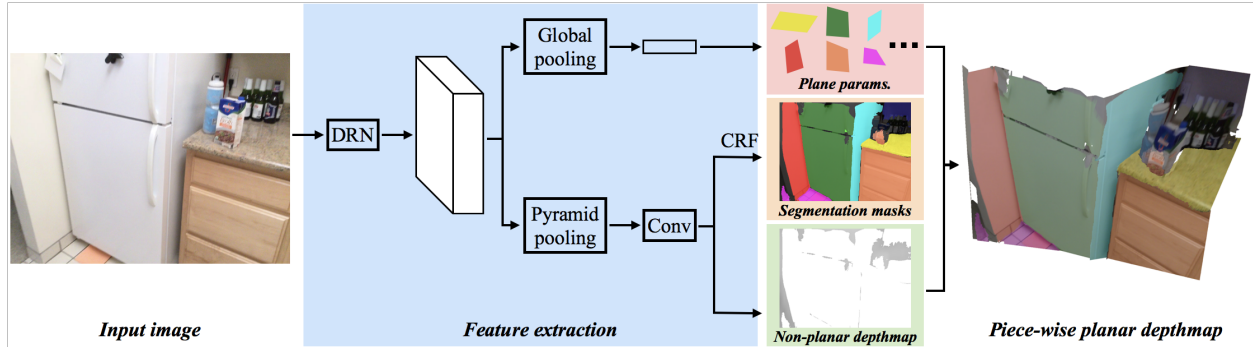 Global
pooling
Plane params.
DRN
CRF
Segmentation masks
Pyramid
pooling
Conv
Input image
Feature extraction
Non-planar depthmap
Piece-wise planar depthmap